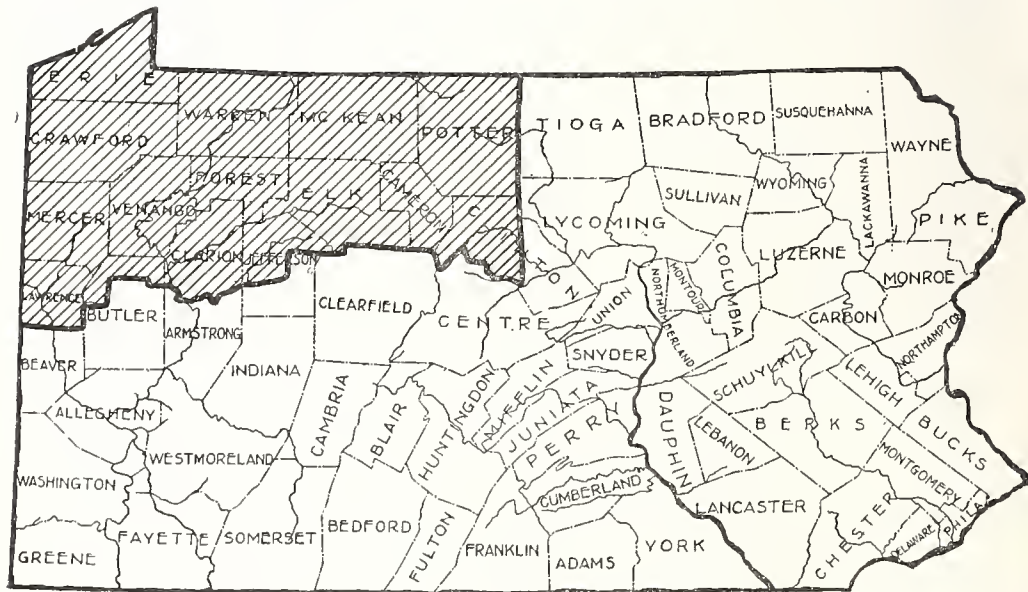 ERIE
WARREN
MC KEAN
POTTER
CRAWFORD
TIOGA
BRADFORD
SUSQUEHANNA
WAYNE
FOREST
ELK
CAMERON
C
MERCER
VENANGO
SULLIVAN
WYOMING
LACKAWANNA
PIKE
LYCOMING
CLARION
JEFFERSON
LUZERNE
COLUMBIA
MONROE
LAWRENCE
BUTLER
ARMSTRONG
CLEARFIELD
CENTRE
UNION
NORTHUMBERLAND
MONTOUR
CARBON
NORTHAMPTON
BEAVER
INDIANA
SNYDER
LEHIGH
ALLEGHENY
CAMBRIA
BLAIR
HUNTINGDON
MIFFLIN
JUNIATA
PERRY
DAUPHIN
LEBANON
BERKS
BUCKS
WESTMORELAND
MONTGOMERY
WASHINGTON
CUMBERLAND
LANCASTER
PHILA
GREENE
FAYETTE
SOMERSET
BEDFORD
FULTON
FRANKLIN
ADAMS
YORK
CHESTER
DELAWARE